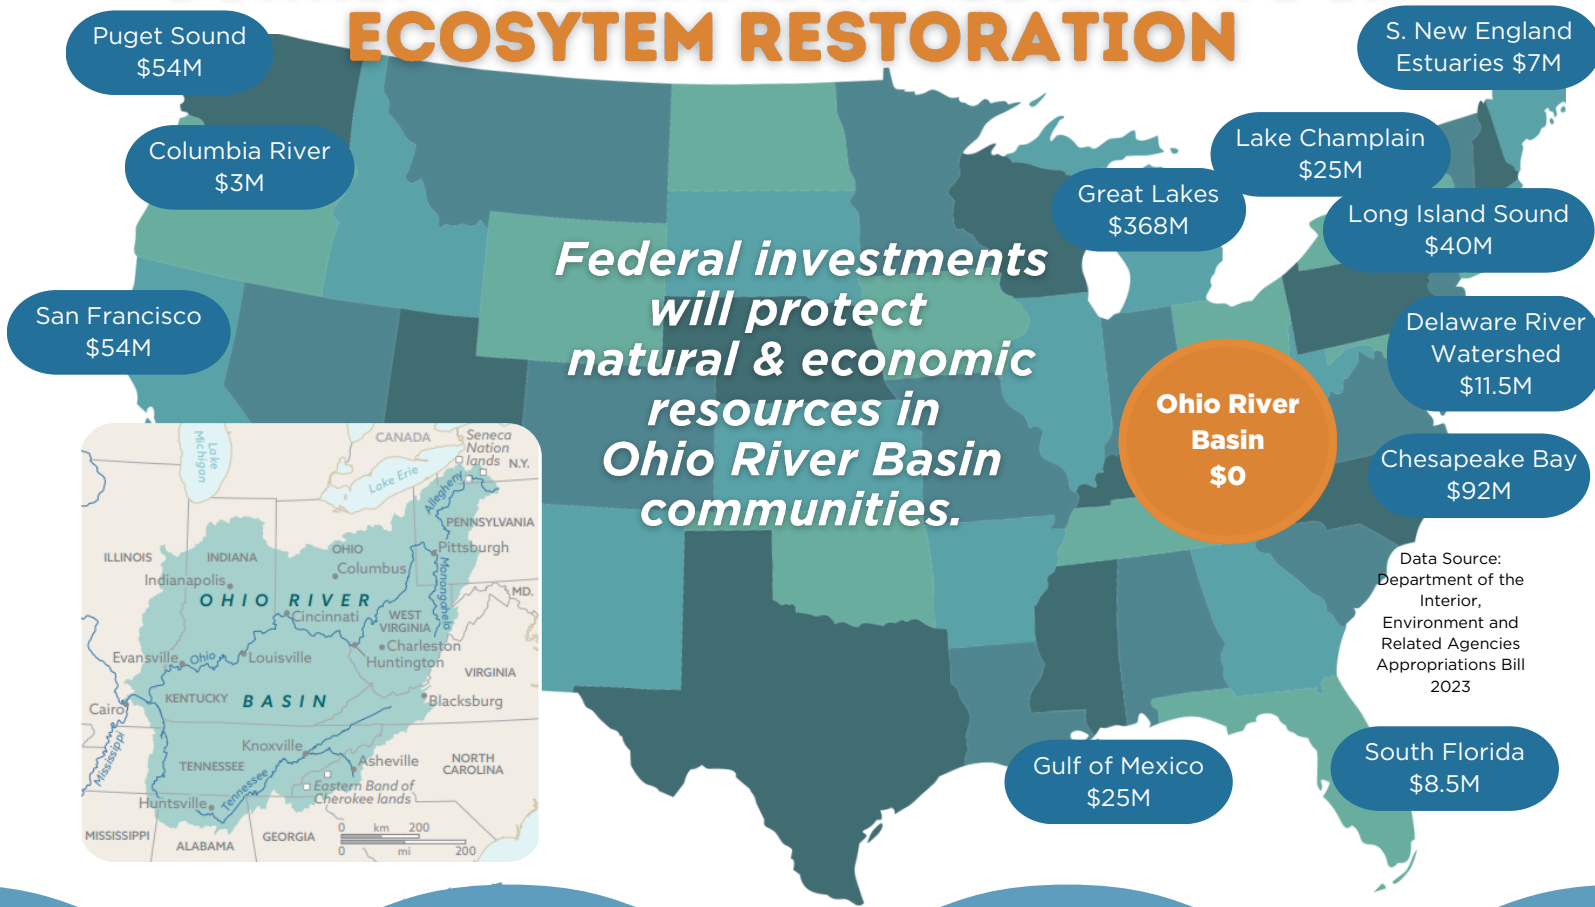 ECOSYTEM RESTORATION
Puget Sound
$54M
S. New England
Estuaries $7M
Columbia River
$3M
Lake Champlain
$25M
Great Lakes
$368M
Long Island Sound
$40M
San Francisco
$54M
Delaware River
Watershed
$11.5M
Federal investments
will protect
natural & economic
resources in
Ohio River Basin
communities.
Ohio River
Basin
$0
Chesapeake Bay
$92M
Data Source:
Department of the
Interior,
Environment and
Related Agencies
Appropriations Bill
2023
South Florida
$8.5M
Gulf of Mexico
$25M
Lake
Michigan
CANADA
Seneca
Nation
lands
N.Y.
Lake Erie
Allegheny
PENNSYLVANIA
ILLINOIS
INDIANA
OHIO
Pittsburgh
Columbus
Indianapolis
Monongahela
MD.
OHIO RIVER
Cincinnati
WEST
VIRGINIA
Charleston
Evansville
Ohio
Louisville
Huntington
VIRGINIA
KENTUCKY
BASIN
Blacksburg
Cairo
Mississippi
Knoxville
Asheville
NORTH
CAROLINA
TENNESSEE
Tennessee
Eastern Band of
Cherokee lands
Huntsville
MISSISSIPPI
ALABAMA
GEORGIA
0 km 200
0 mi 200